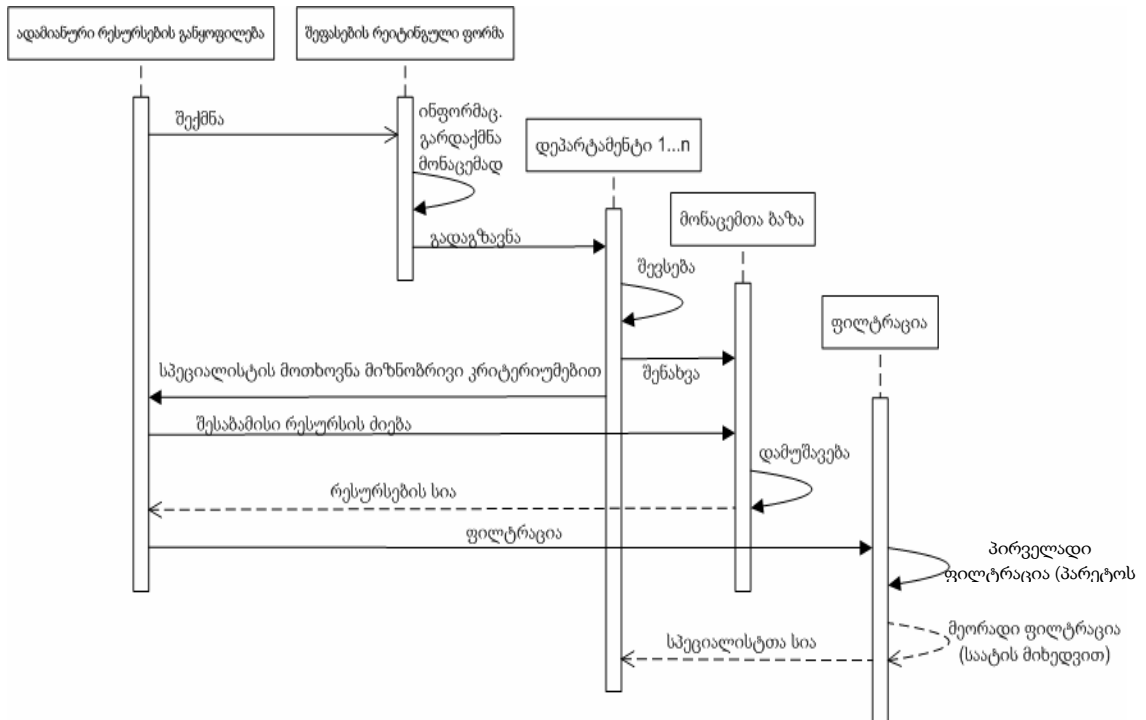 ადამიანური რესურსების განყოფილება
შეფასების რეიტინგული ფორმა
შექმნა
ინფორმაც.
გარდაქმნა
მონაცემად
დეპარტამენტი 1...n
მონაცემთა ბაზა
გადაგზავნა
შევსება
ფილტრაცია
სპეციალისტის მოთხოვნა მიზნობრივი კრიტერიუმებით
შენახვა
შესაბამისი რესურსის ძიება
დამუშავება
რესურსების სია
ფილტრაცია
პირველადი
ფილტრაცია (პარეტოს
მეორადი ფილტრაცია
(საატის მიხედვით)
სპეციალისტთა სია